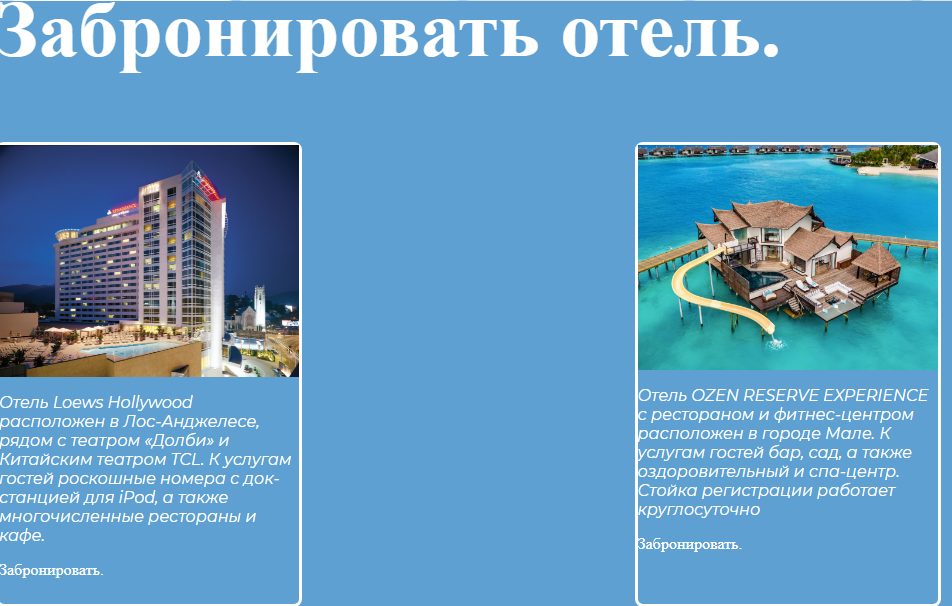 Забронировать отель.
Отель Loews Hollywood
расположен в Лос-Анджелесе,
рядом с театром «Долби» и
Китайским театром TCL. К услугам
гостей роскошные номера с док-
станцией для iPod, а также
многочисленные рестораны и
кафе.
Забронировать.
Отель OZEN RESERVE EXPERIENCE
с рестораном и фитнес-центром
расположен в городе Мале. К
услугам гостей бар, сад, а также
оздоровительный и спа-центр.
Стойка регистрации работает
круглосуточно
Забронировать.